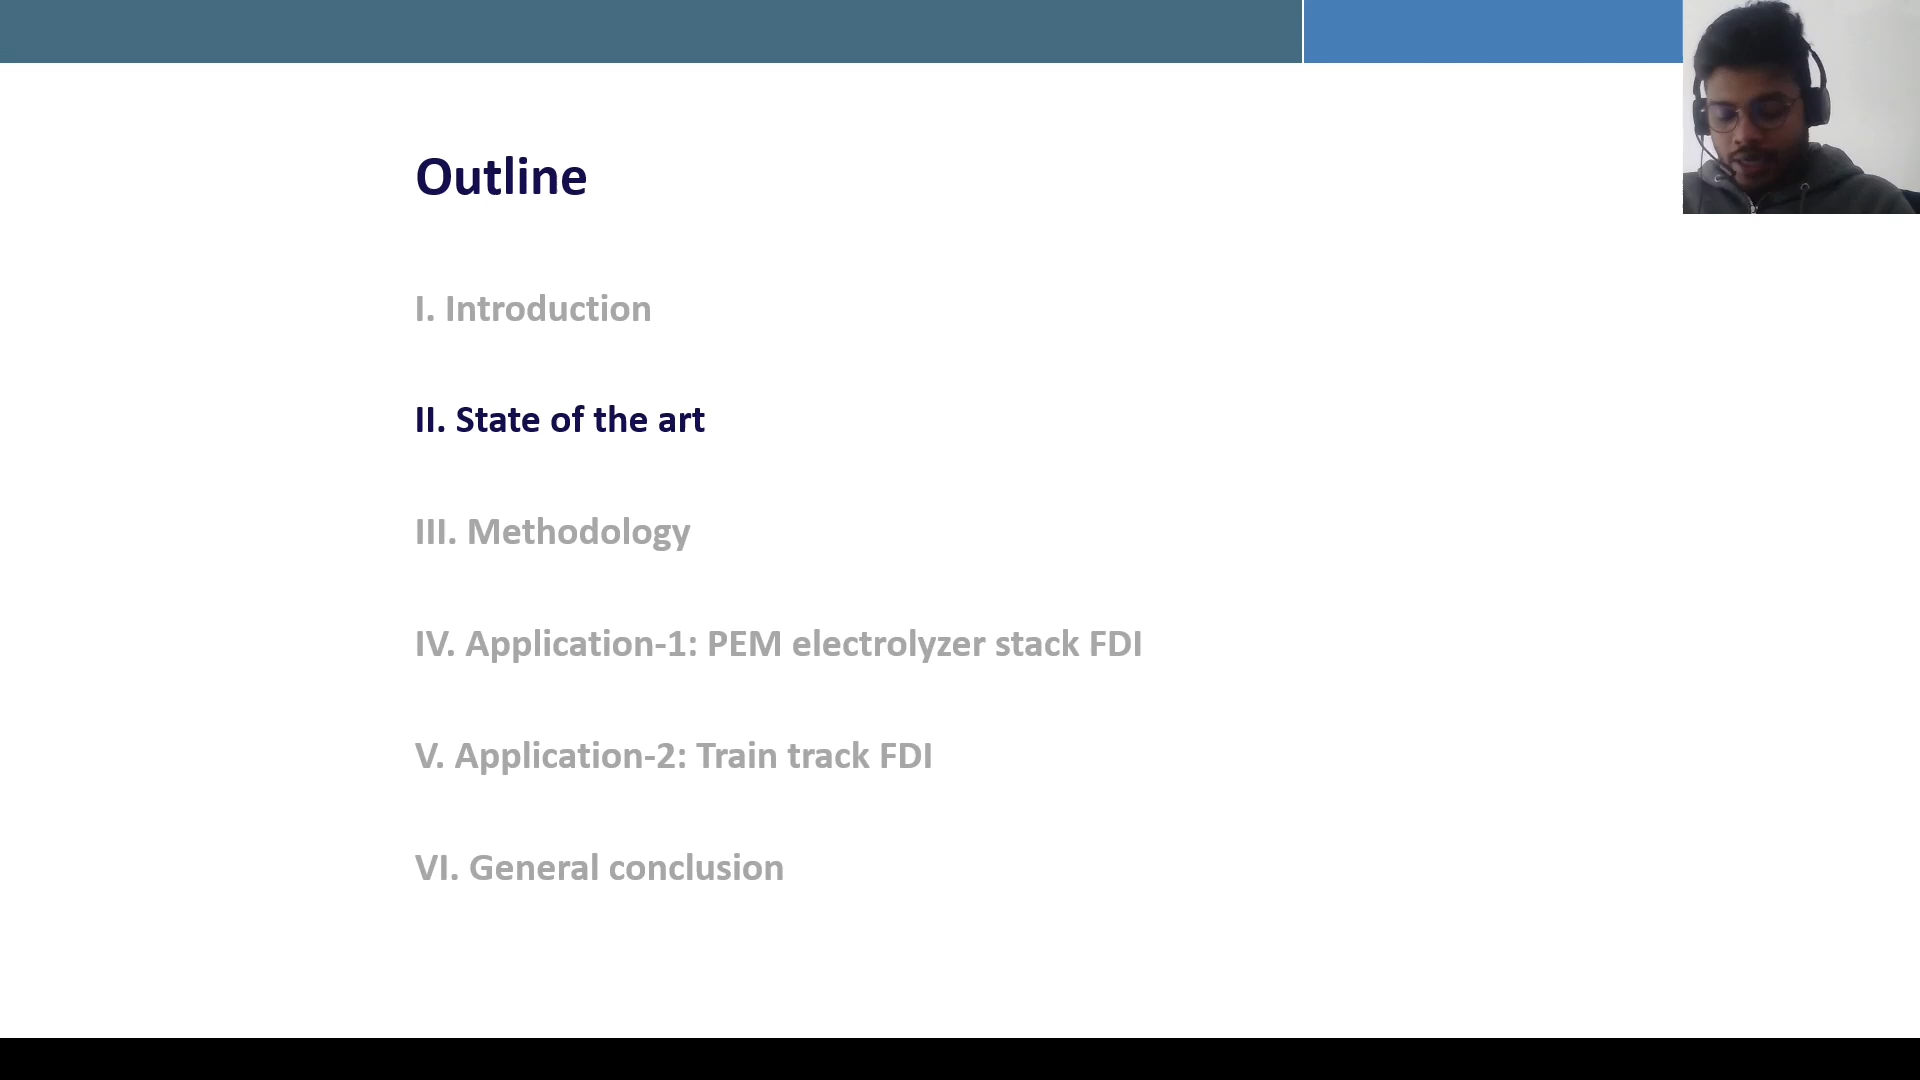 Outline
I. Introduction
II. State of the art
III. Methodology
IV. Application-1: PEM electrolyzer stack FDI
V. Application-2: Train track FDI
VI. General conclusion